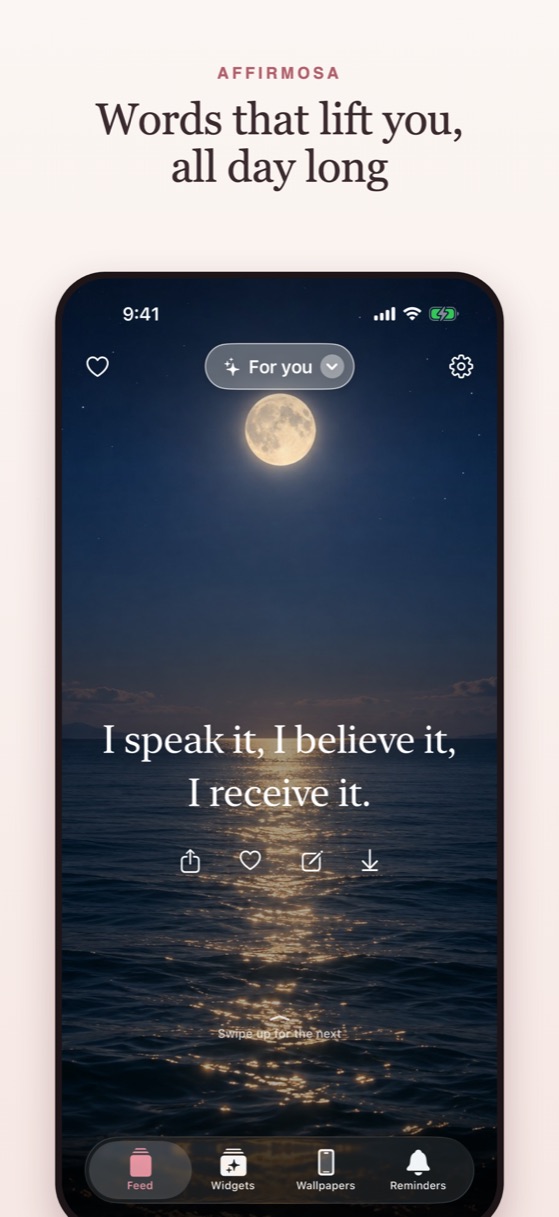 AFFIRMOSA
Words that lift you,
all day long
9:41
For you
I speak it, I believe it,
I receive it.
Swipe up for the next
Feed
Widgets
Wallpapers
Reminders